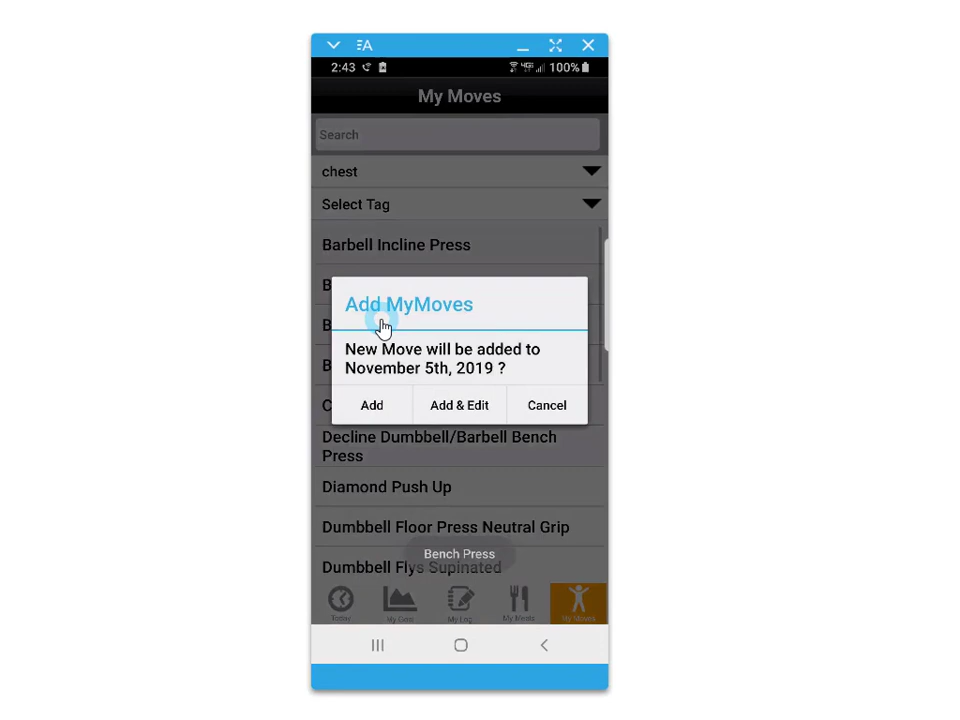 2:43 100%
My Moves
Search
chest
Select Tag
Barbell Incline Press
B
Add MyMoves
B
New Move will be added to
November 5th, 2019 ?
B
Add Add & Edit Cancel
C
Decline Dumbbell/Barbell Bench
Press
Diamond Push Up
Dumbbell Floor Press Neutral Grip
Bench Press
Dumbbell Flys Supinated
Today My Log My Meals My Moves